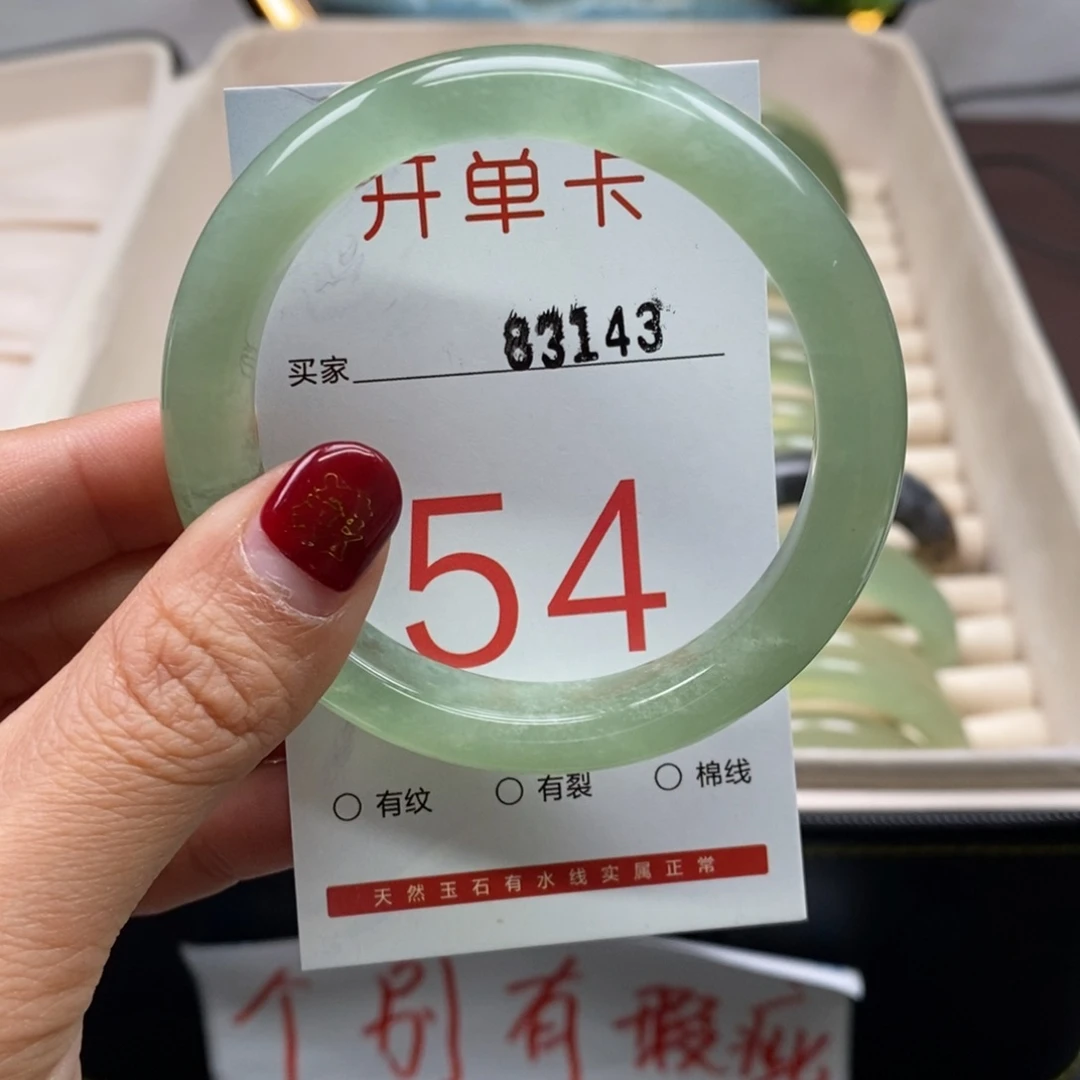 开单卡
买家 83143
54
○ 有纹 ○ 有裂 ○ 棉线
天然玉石有水线实属正常
个别有瑕疵